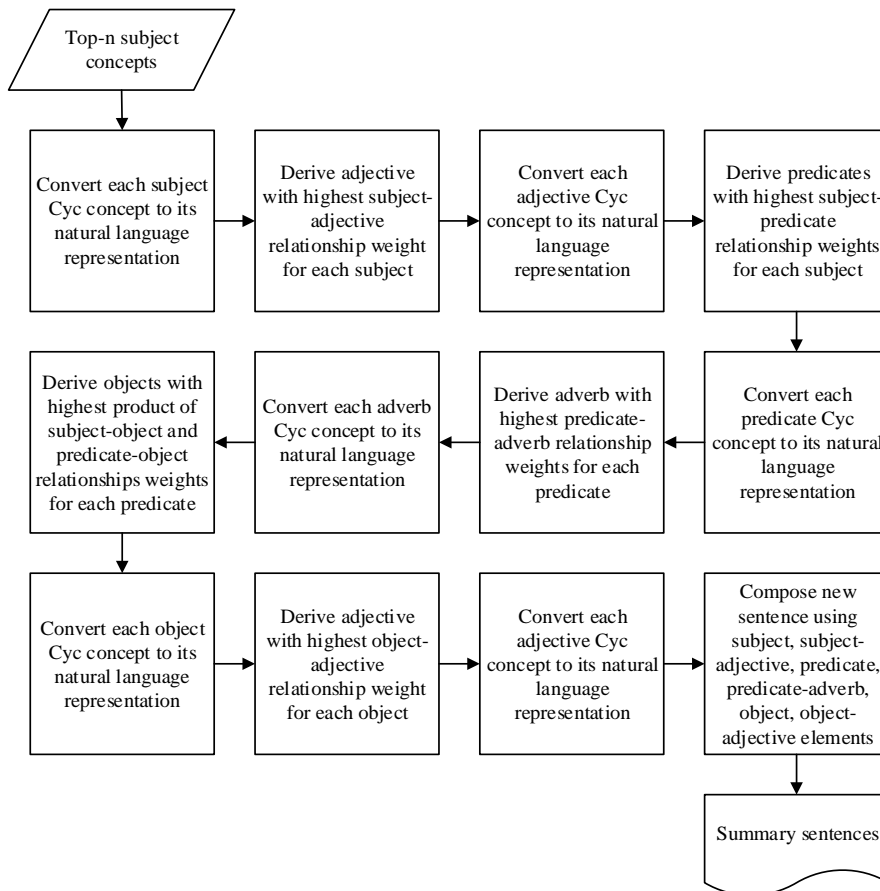 Top-n subject
concepts
Convert each subject
Cyc concept to its
natural language
representation
Derive adjective
with highest subject-
adjective
relationship weight
for each subject
Convert each
adjective Cyc
concept to its natural
language
representation
Derive predicates
with highest subject-
predicate
relationship weights
for each subject
Convert each
predicate Cyc
concept to its natural
language
representation
Derive adverb with
highest predicate-
adverb relationship
weights for each
predicate
Convert each adverb
Cyc concept to its
natural language
representation
Derive objects with
highest product of
subject-object and
predicate-object
relationships weights
for each predicate
Convert each object
Cyc concept to its
natural language
representation
Derive adjective
with highest object-
adjective
relationship weight
for each object
Convert each
adjective Cyc
concept to its natural
language
representation
Compose new
sentence using
subject, subject-
adjective, predicate,
predicate-adverb,
object, object-
adjective elements
Summary sentences